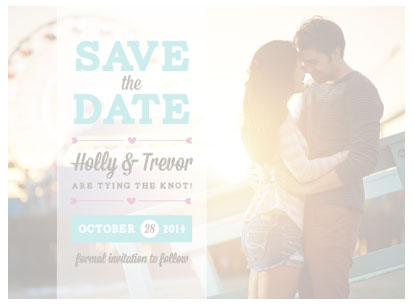 SAVE
the
DATE
Holly & Trevor
ARE TYING THE KNOT!
OCTOBER 28 2014
formal invitation to follow